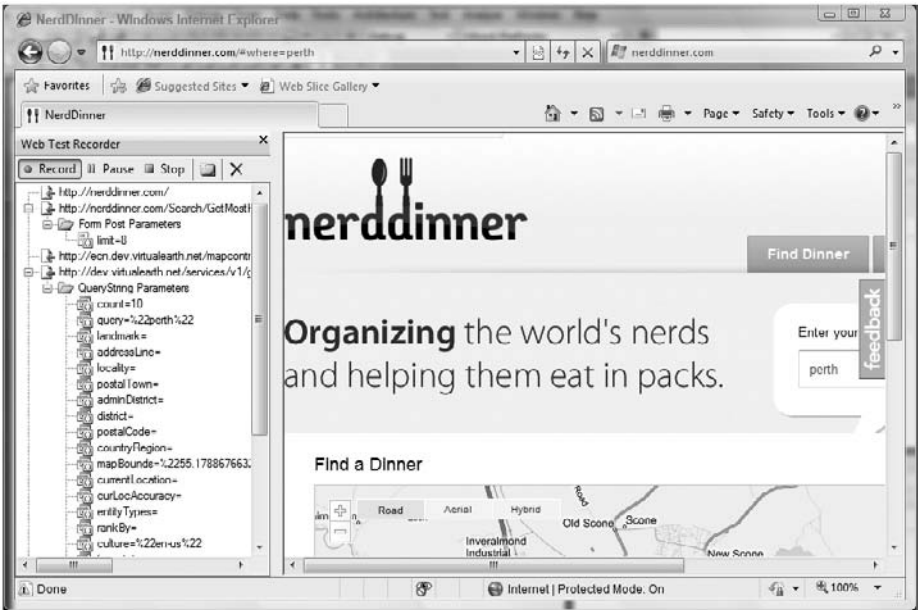 NerdDinner - Windows Internet Explorer
http://nerddinner.com/#where=perth
nerddinner.com
Favorites
Suggested Sites
Web Slice Gallery
NerdDinner
Page
Safety
Tools
Web Test Recorder
Record
Pause
Stop
http://nerddinner.com/
http://nerddinner.com/Search/GetMostP
Form Post Parameters
limit=8
http://ecn.dev.virtualearth.net/mapcontr
http://dev.virtualearth.net/services/v1/g
QueryString Parameters
count=10
query=%22perth%22
landmark=
addressLine=
locality=
postalTown=
adminDistrict=
district=
postalCode=
countryRegion=
mapBounds=%2255.178867663
currentLocation=
curLocAccuracy=
entityTypes=
rankBy=
culture=%22en-us%22
nerddinner
Find Dinner
feedback
Organizing the world's nerds
and helping them eat in packs.
Enter your
perth
Find a Dinner
Road
Aerial
Hybrid
Road
Old Scone
Scone
Inveralmond
Industrial
New Scone
Done
Internet | Protected Mode: On
100%